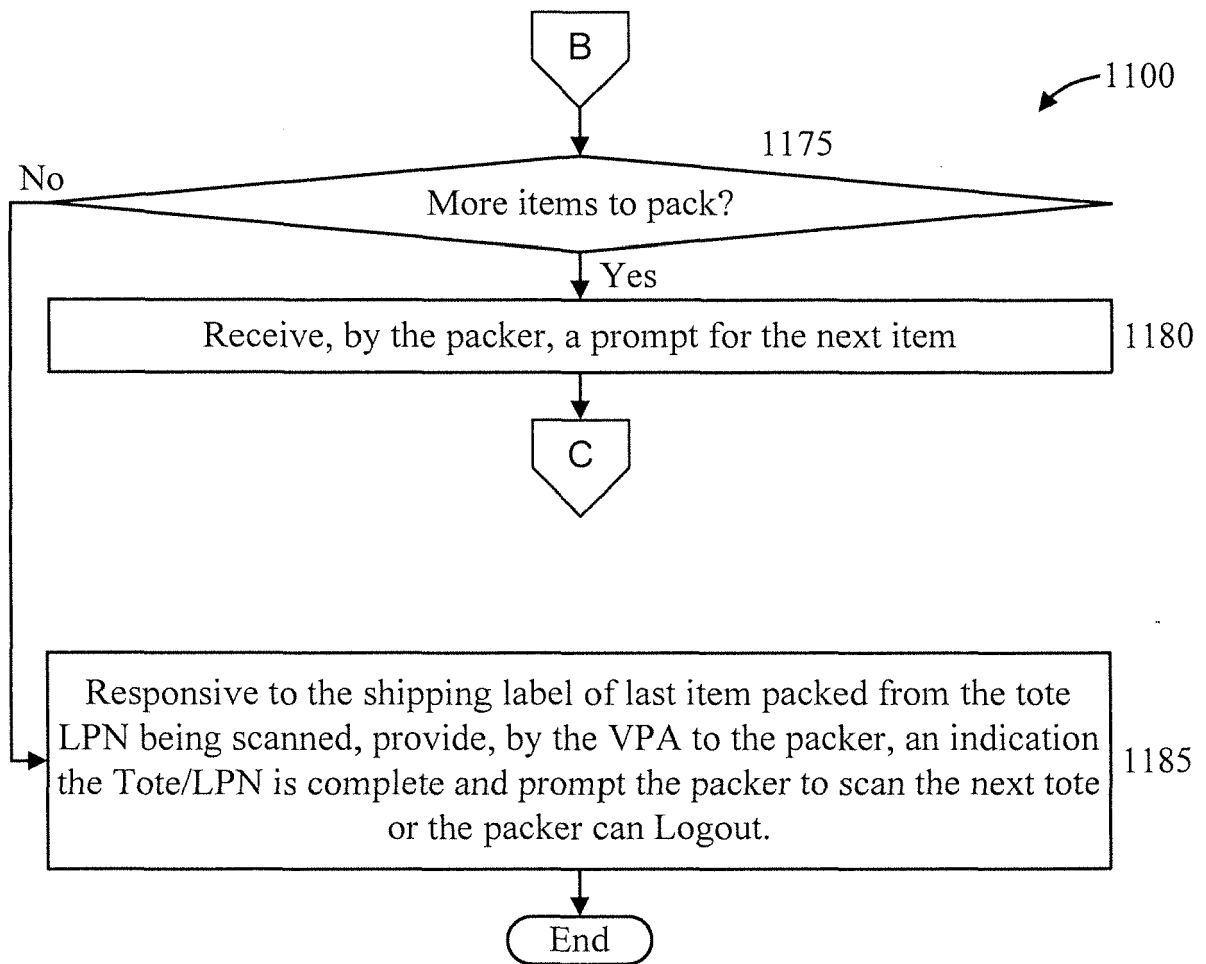 B
1100
1175
No
More items to pack?
Yes
Receive, by the packer, a prompt for the next item
1180
C
Responsive to the shipping label of last item packed from the tote
LPN being scanned, provide, by the VPA to the packer, an indication
the Tote/LPN is complete and prompt the packer to scan the next tote
or the packer can Logout.
1185
End